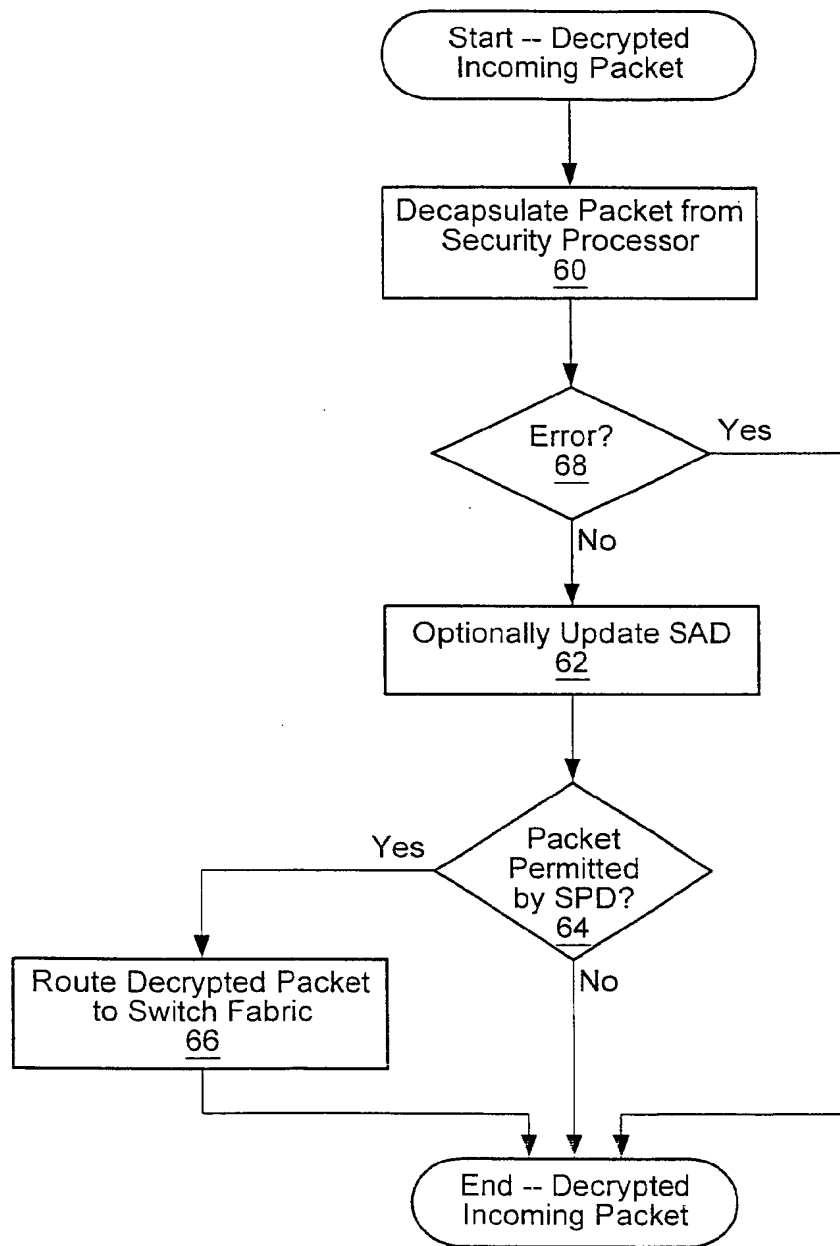 Start -- Decrypted
Incoming Packet
Decapsulate Packet from
Security Processor
60
Error?
68
Yes
No
Optionally Update SAD
62
Yes
Packet
Permitted
by SPD?
64
No
Route Decrypted Packet
to Switch Fabric
66
End -- Decrypted
Incoming Packet